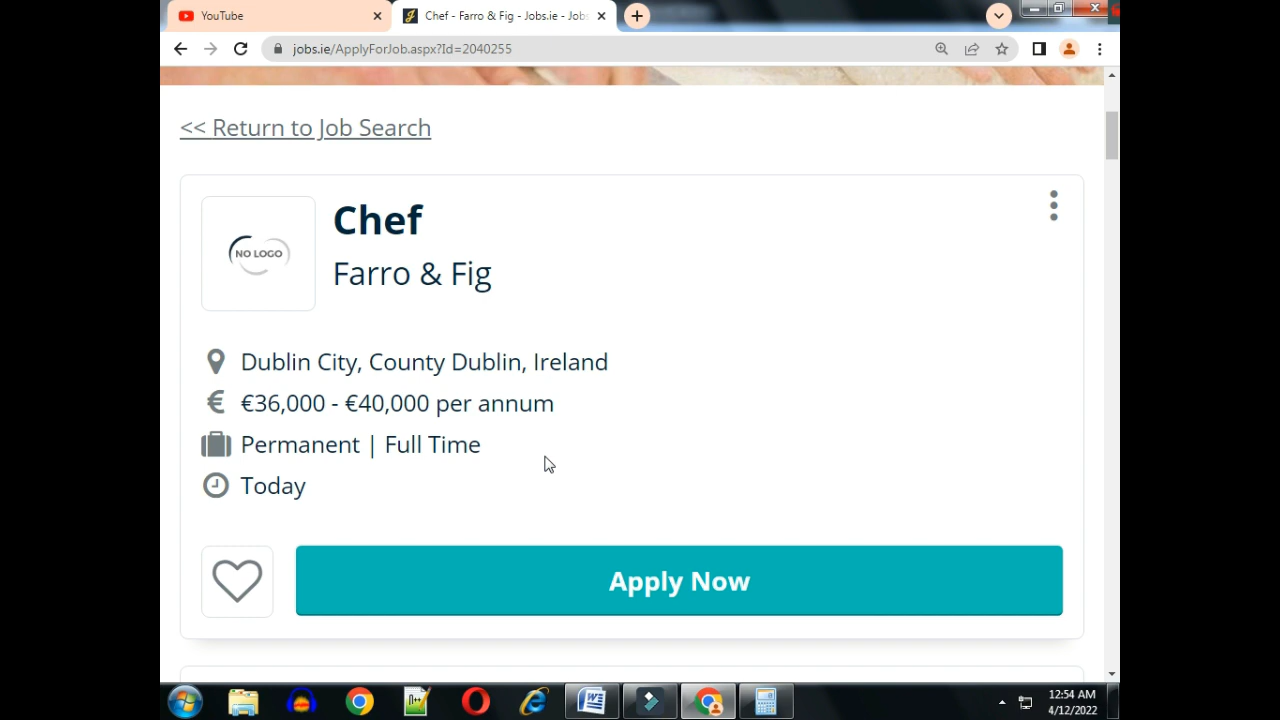 YouTube
Chef - Farro & Fig - Jobs.ie - Jobs
jobs.ie/ApplyForJob.aspx?Id=2040255
<< Return to Job Search
NO LOGO
Chef
Farro & Fig
Dublin City, County Dublin, Ireland
€36,000 - €40,000 per annum
Permanent | Full Time
Today
Apply Now
12:54 AM
4/12/2022